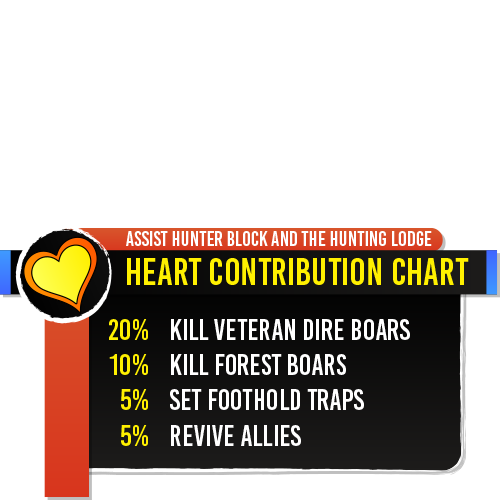 ASSIST HUNTER BLOCK AND THE HUNTING LODGE
HEART CONTRIBUTION CHART
20% KILL VETERAN DIRE BOARS
10% KILL FOREST BOARS
5% SET FOOTHOLD TRAPS
5% REVIVE ALLIES